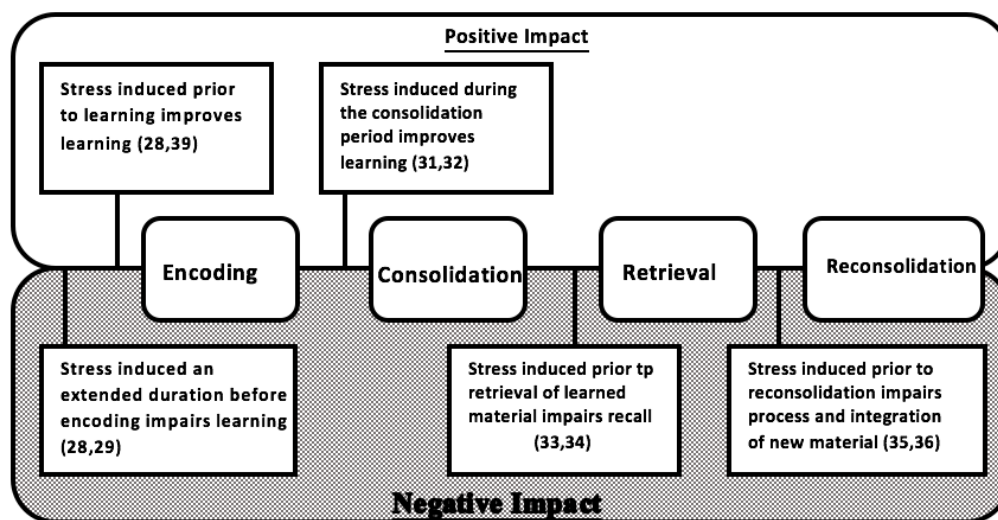 Positive Impact
Stress induced prior
to learning improves
learning (28,39)
Stress induced during
the consolidation
period improves
learning (31,32)
Encoding
Consolidation
Retrieval
Reconsolidation
Stress induced an
extended duration before
encoding impairs learning
(28,29)
Stress induced prior tp
retrieval of learned
material impairs recall
(33,34)
Stress induced prior to
reconsolidation impairs
process and integration
of new material (35,36)
Negative Impact